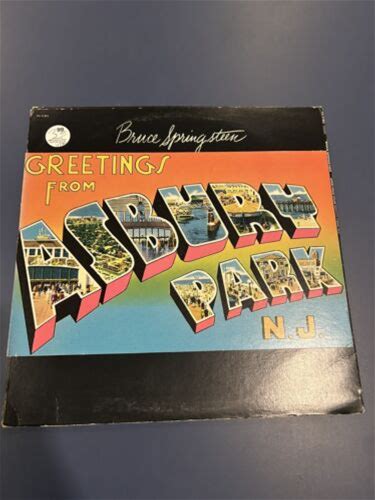 Bruce Springsteen
GREETINGS
FROM
ASBURY
PARK
N.J.